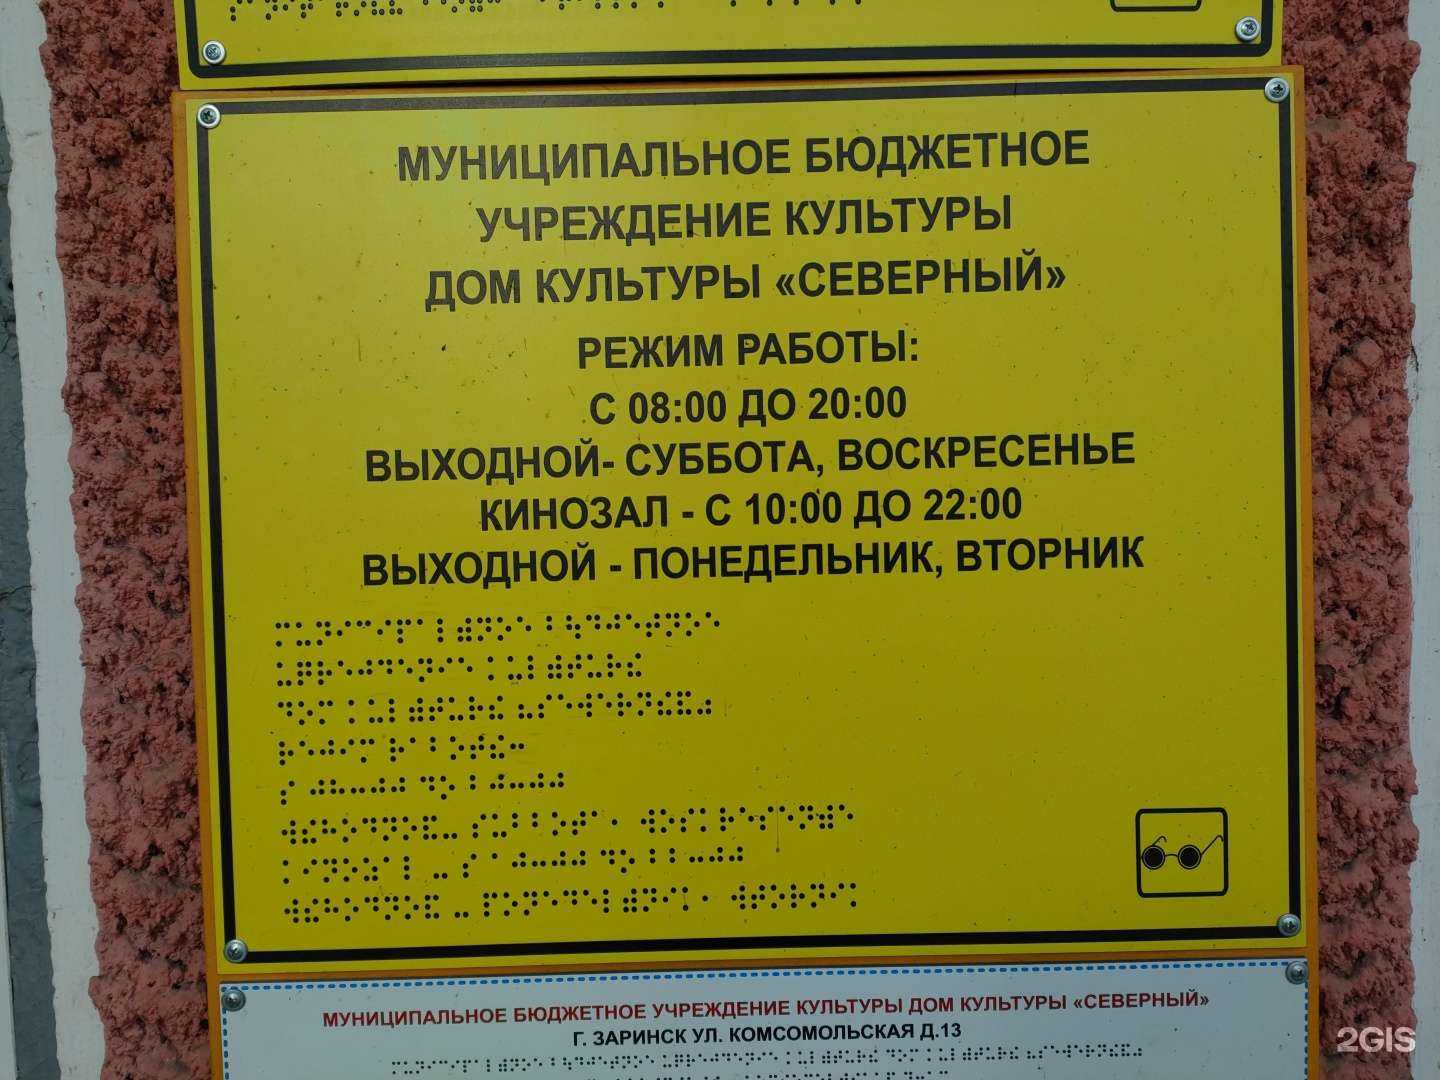 МУНИЦИПАЛЬНОЕ БЮДЖЕТНОЕ
УЧРЕЖДЕНИЕ КУЛЬТУРЫ
ДОМ КУЛЬТУРЫ «СЕВЕРНЫЙ»
РЕЖИМ РАБОТЫ:
С 08:00 ДО 20:00
ВЫХОДНОЙ- СУББОТА, ВОСКРЕСЕНЬЕ
КИНОЗАЛ - С 10:00 ДО 22:00
ВЫХОДНОЙ - ПОНЕДЕЛЬНИК, ВТОРНИК
МУНИЦИПАЛЬНОЕ БЮДЖЕТНОЕ УЧРЕЖДЕНИЕ КУЛЬТУРЫ ДОМ КУЛЬТУРЫ «СЕВЕРНЫЙ»
Г. ЗАРИНСК УЛ. КОМСОМОЛЬСКАЯ Д.13
2GIS